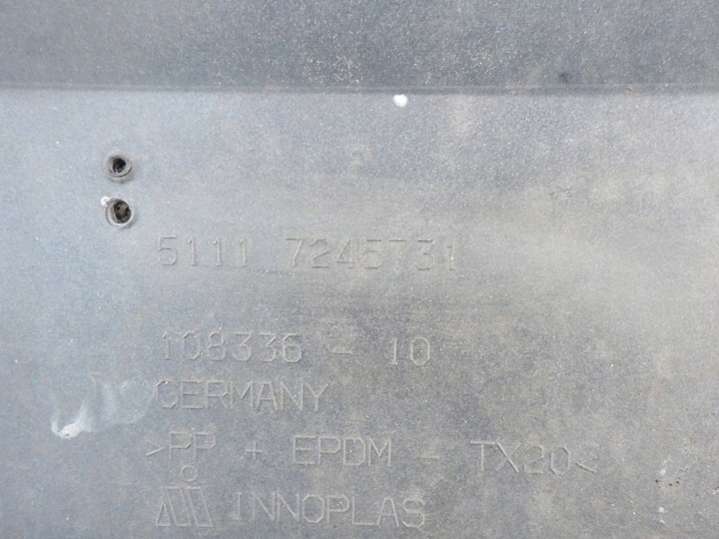 5111 7245731
108336 - 10
GERMANY
>PP + EPDM - TX20<
INNOPLAS